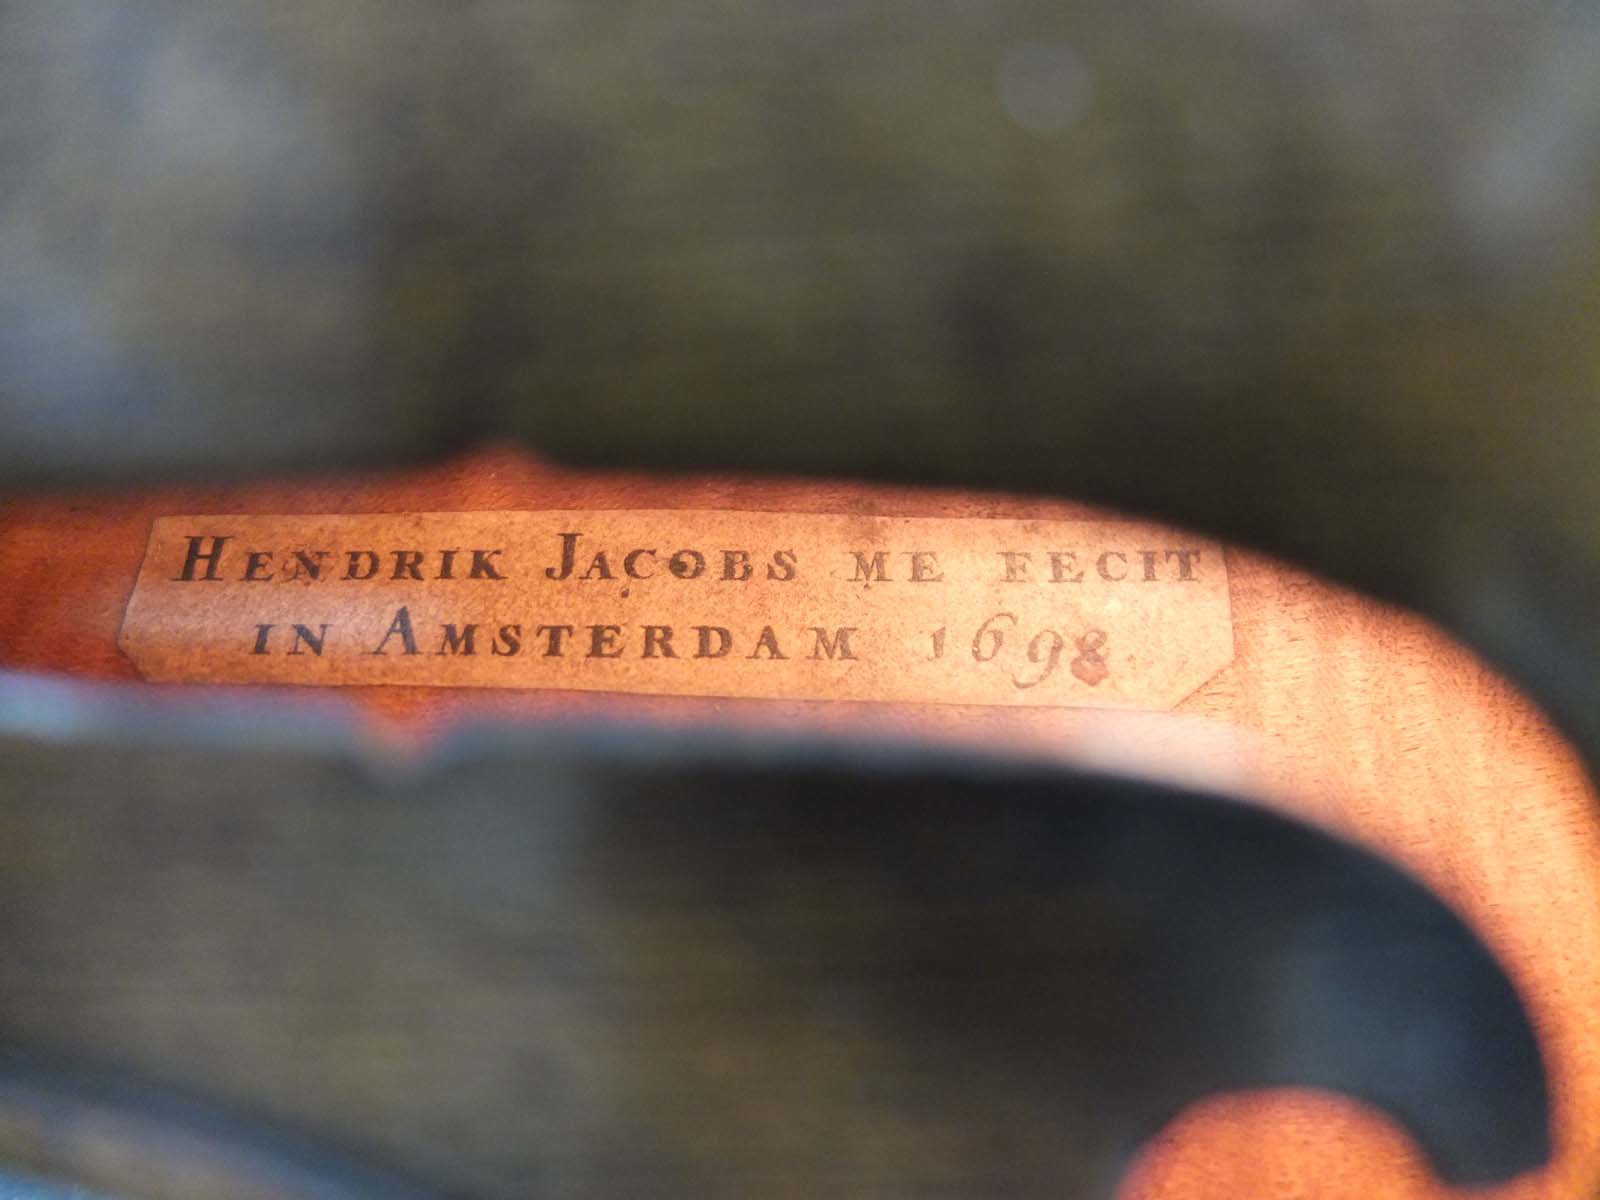 HENDRIK JACOBS ME FECIT
IN AMSTERDAM 1698